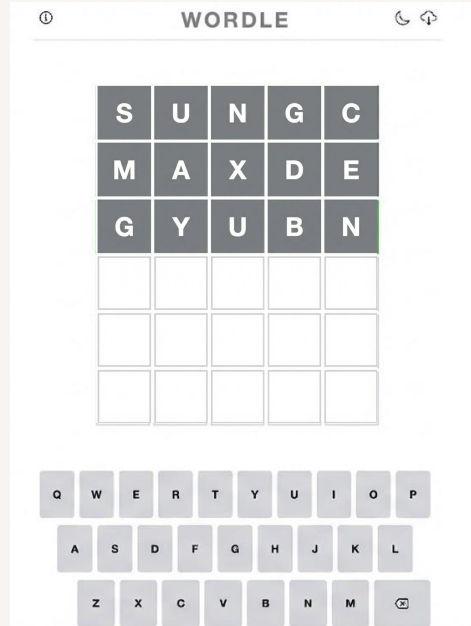 WORDLE
S U N G C
M A X D E
G Y U B N
Q W E R T Y U I O P
A S D F G H J K L
Z X C V B N M